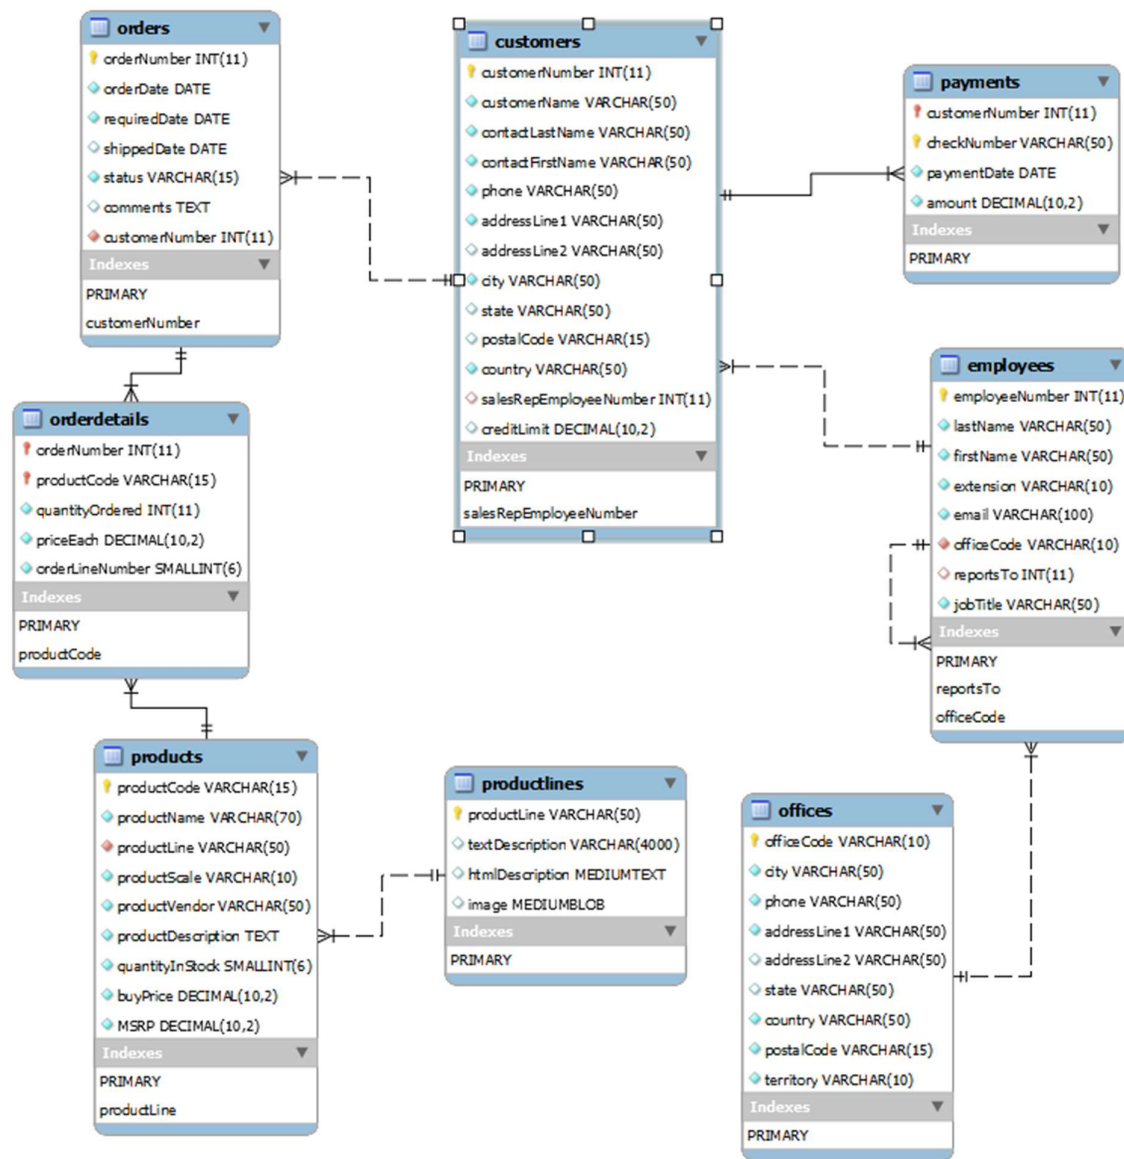 orders
orderNumber INT(11)
orderDate DATE
requiredDate DATE
shippedDate DATE
status VARCHAR(15)
comments TEXT
customerNumber INT(11)
Indexes
PRIMARY
customerNumber
customers
customerNumber INT(11)
customerName VARCHAR(50)
contactLastName VARCHAR(50)
contactFirstName VARCHAR(50)
phone VARCHAR(50)
addressLine1 VARCHAR(50)
addressLine2 VARCHAR(50)
city VARCHAR(50)
state VARCHAR(50)
postalCode VARCHAR(15)
country VARCHAR(50)
salesRepEmployeeNumber INT(11)
creditLimit DECIMAL(10,2)
Indexes
PRIMARY
salesRepEmployeeNumber
payments
customerNumber INT(11)
checkNumber VARCHAR(50)
paymentDate DATE
amount DECIMAL(10,2)
Indexes
PRIMARY
employees
employeeNumber INT(11)
lastName VARCHAR(50)
firstName VARCHAR(50)
extension VARCHAR(10)
email VARCHAR(100)
officeCode VARCHAR(10)
reportsTo INT(11)
jobTitle VARCHAR(50)
Indexes
PRIMARY
reportsTo
officeCode
orderdetails
orderNumber INT(11)
productCode VARCHAR(15)
quantityOrdered INT(11)
priceEach DECIMAL(10,2)
orderLineNumber SMALLINT(6)
Indexes
PRIMARY
productCode
products
productCode VARCHAR(15)
productName VARCHAR(70)
productLine VARCHAR(50)
productScale VARCHAR(10)
productVendor VARCHAR(50)
productDescription TEXT
quantityInStock SMALLINT(6)
buyPrice DECIMAL(10,2)
MSRP DECIMAL(10,2)
Indexes
PRIMARY
productLine
productlines
productLine VARCHAR(50)
textDescription VARCHAR(4000)
htmlDescription MEDIUMTEXT
image MEDIUMBLOB
Indexes
PRIMARY
offices
officeCode VARCHAR(10)
city VARCHAR(50)
phone VARCHAR(50)
addressLine1 VARCHAR(50)
addressLine2 VARCHAR(50)
state VARCHAR(50)
country VARCHAR(50)
postalCode VARCHAR(15)
territory VARCHAR(10)
Indexes
PRIMARY